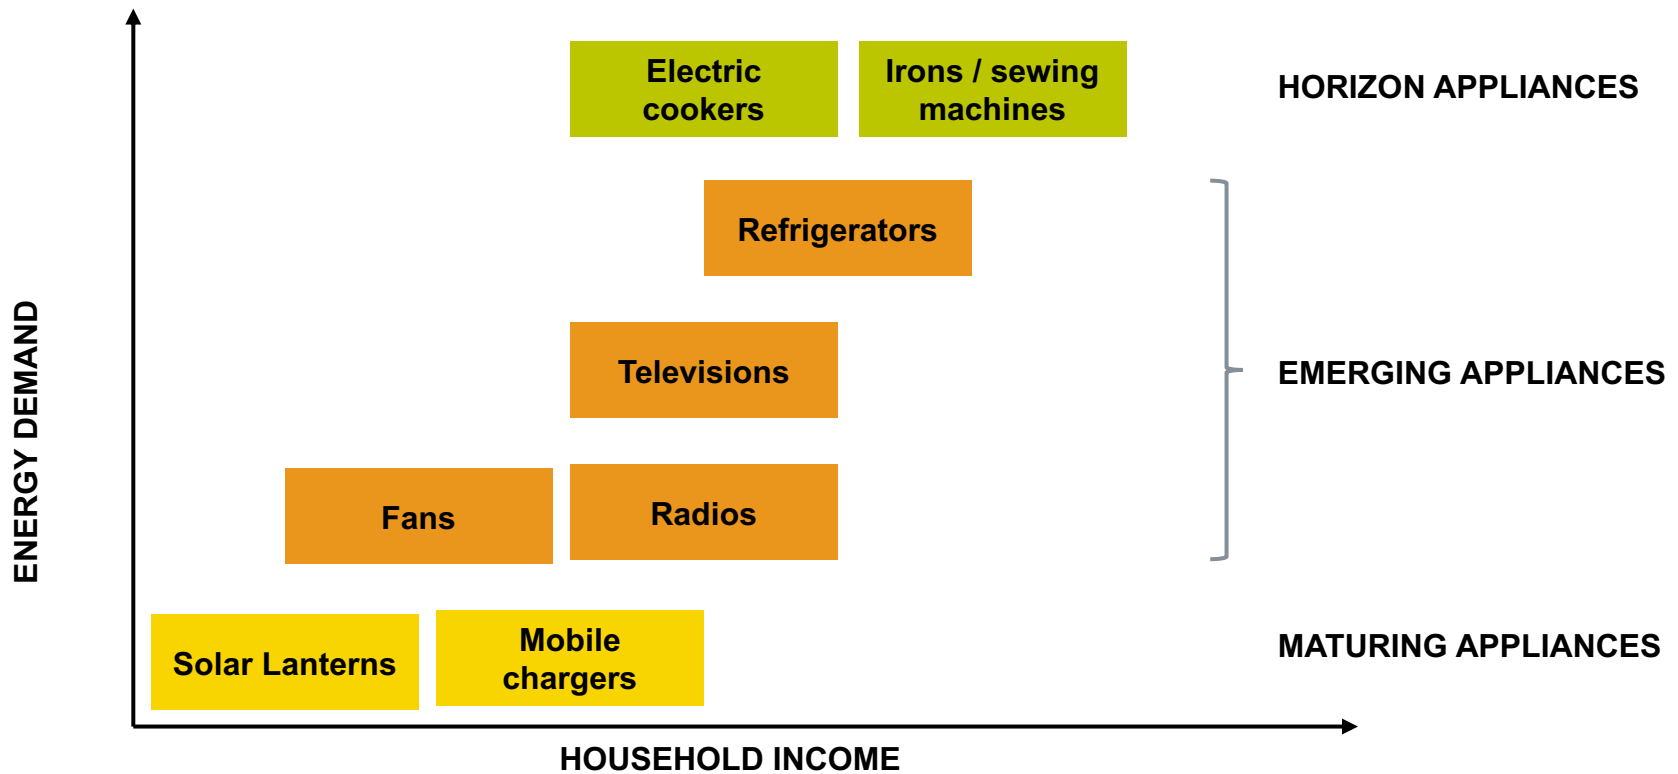 Electric
cookers
Irons / sewing
machines
HORIZON APPLIANCES
Refrigerators
Televisions
EMERGING APPLIANCES
Fans
Radios
Solar Lanterns
Mobile
chargers
MATURING APPLIANCES
ENERGY DEMAND
HOUSEHOLD INCOME